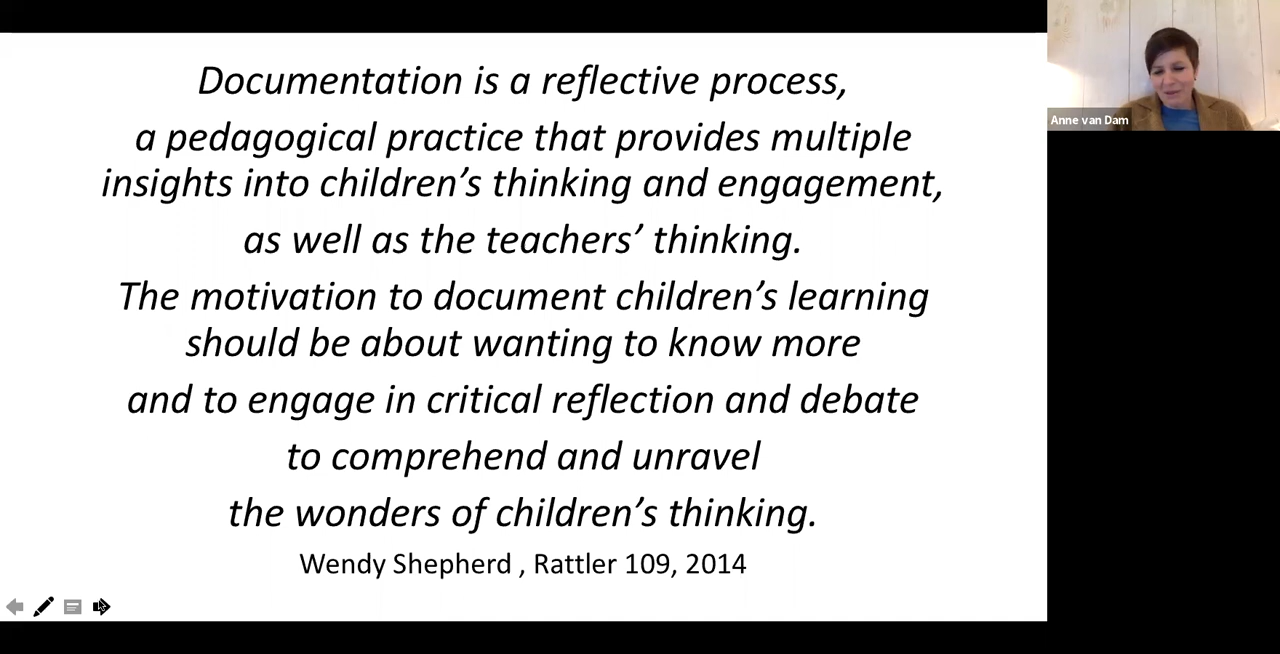 Documentation is a reflective process,
a pedagogical practice that provides multiple
insights into children’s thinking and engagement,
as well as the teachers’ thinking.
The motivation to document children’s learning
should be about wanting to know more
and to engage in critical reflection and debate
to comprehend and unravel
the wonders of children’s thinking.
Wendy Shepherd , Rattler 109, 2014
Anne van Dam